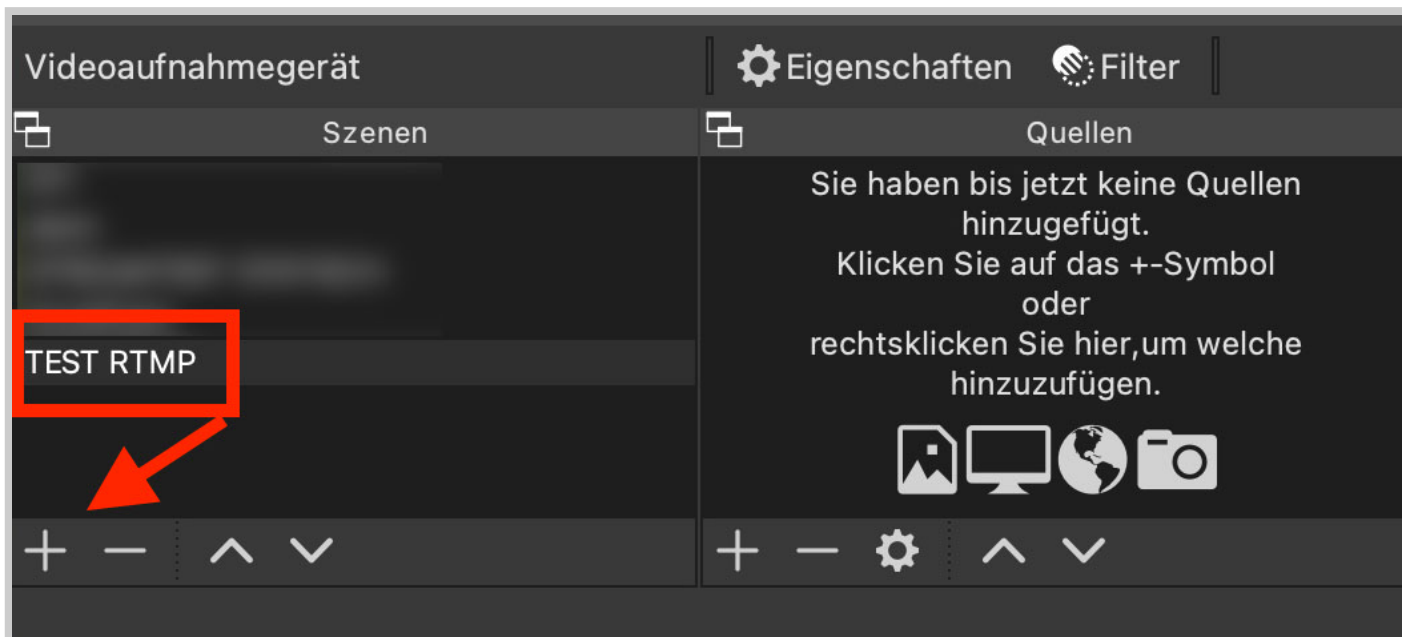 Videoaufnahmegerät
Eigenschaften
Filter
Szenen
Quellen
TEST RTMP
Sie haben bis jetzt keine Quellen
hinzugefügt.
Klicken Sie auf das +-Symbol
oder
rechtsklicken Sie hier,um welche
hinzuzufügen.